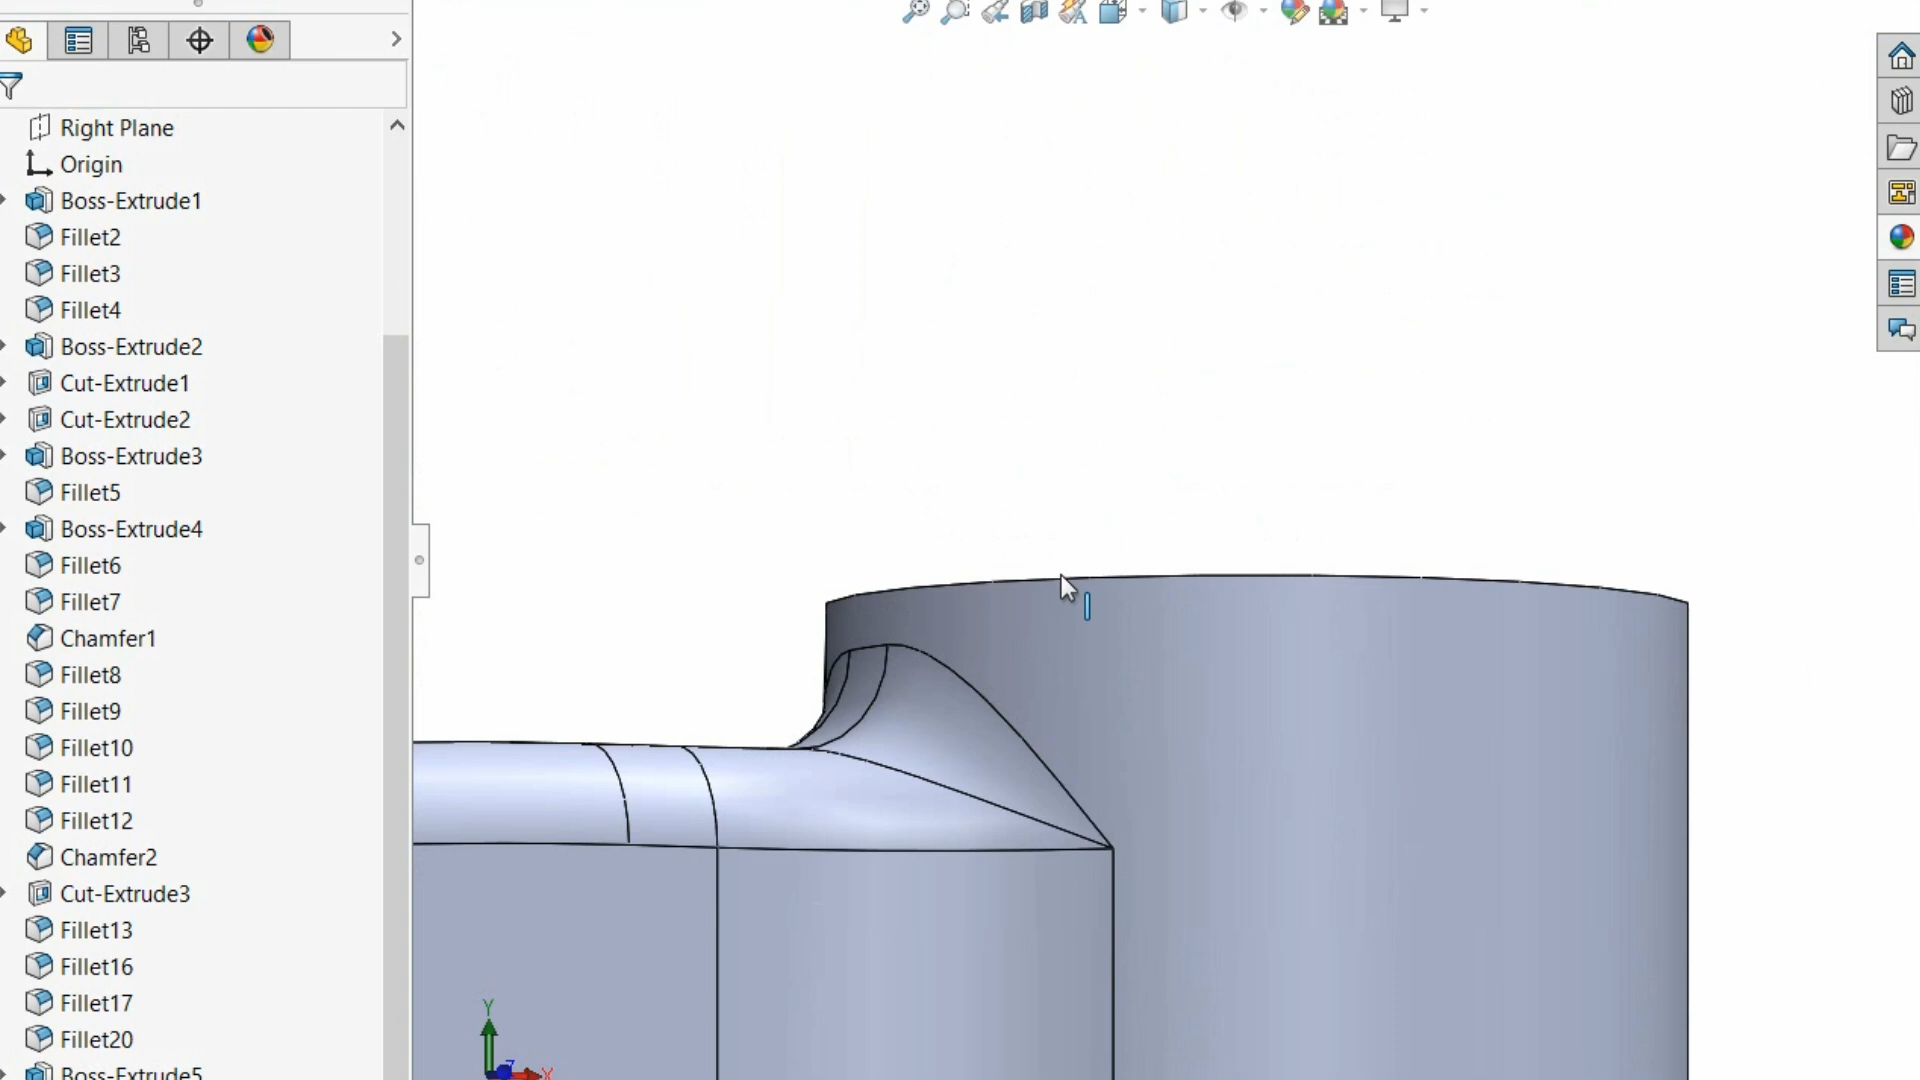 Right Plane
Origin
Boss-Extrude1
Fillet2
Fillet3
Fillet4
Boss-Extrude2
Cut-Extrude1
Cut-Extrude2
Boss-Extrude3
Fillet5
Boss-Extrude4
Fillet6
Fillet7
Chamfer1
Fillet8
Fillet9
Fillet10
Fillet11
Fillet12
Chamfer2
Cut-Extrude3
Fillet13
Fillet16
Fillet17
Fillet20
Boss-Extrude5
Y
Z
X